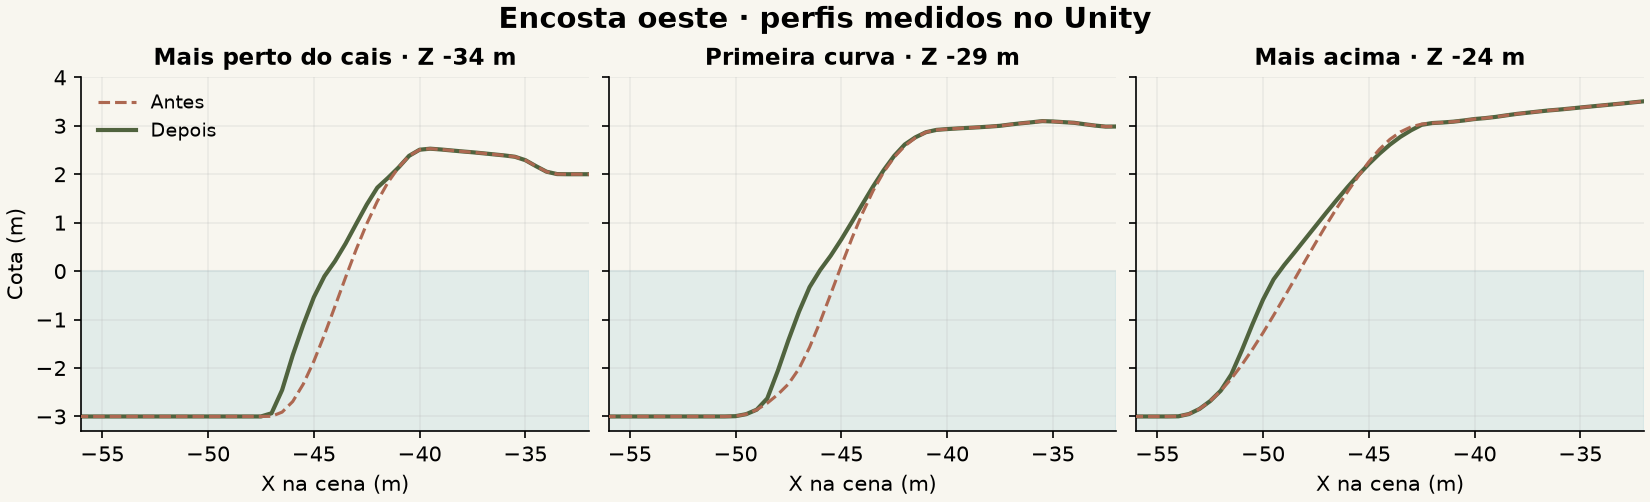 Encosta oeste · perfis medidos no Unity
Mais perto do cais · Z -34 m
Primeira curva · Z -29 m
Mais acima · Z -24 m
Antes
Depois
Cota (m)
4
3
2
1
0
−1
−2
−3
−55 −50 −45 −40 −35
−55 −50 −45 −40 −35
−55 −50 −45 −40 −35
X na cena (m)
X na cena (m)
X na cena (m)